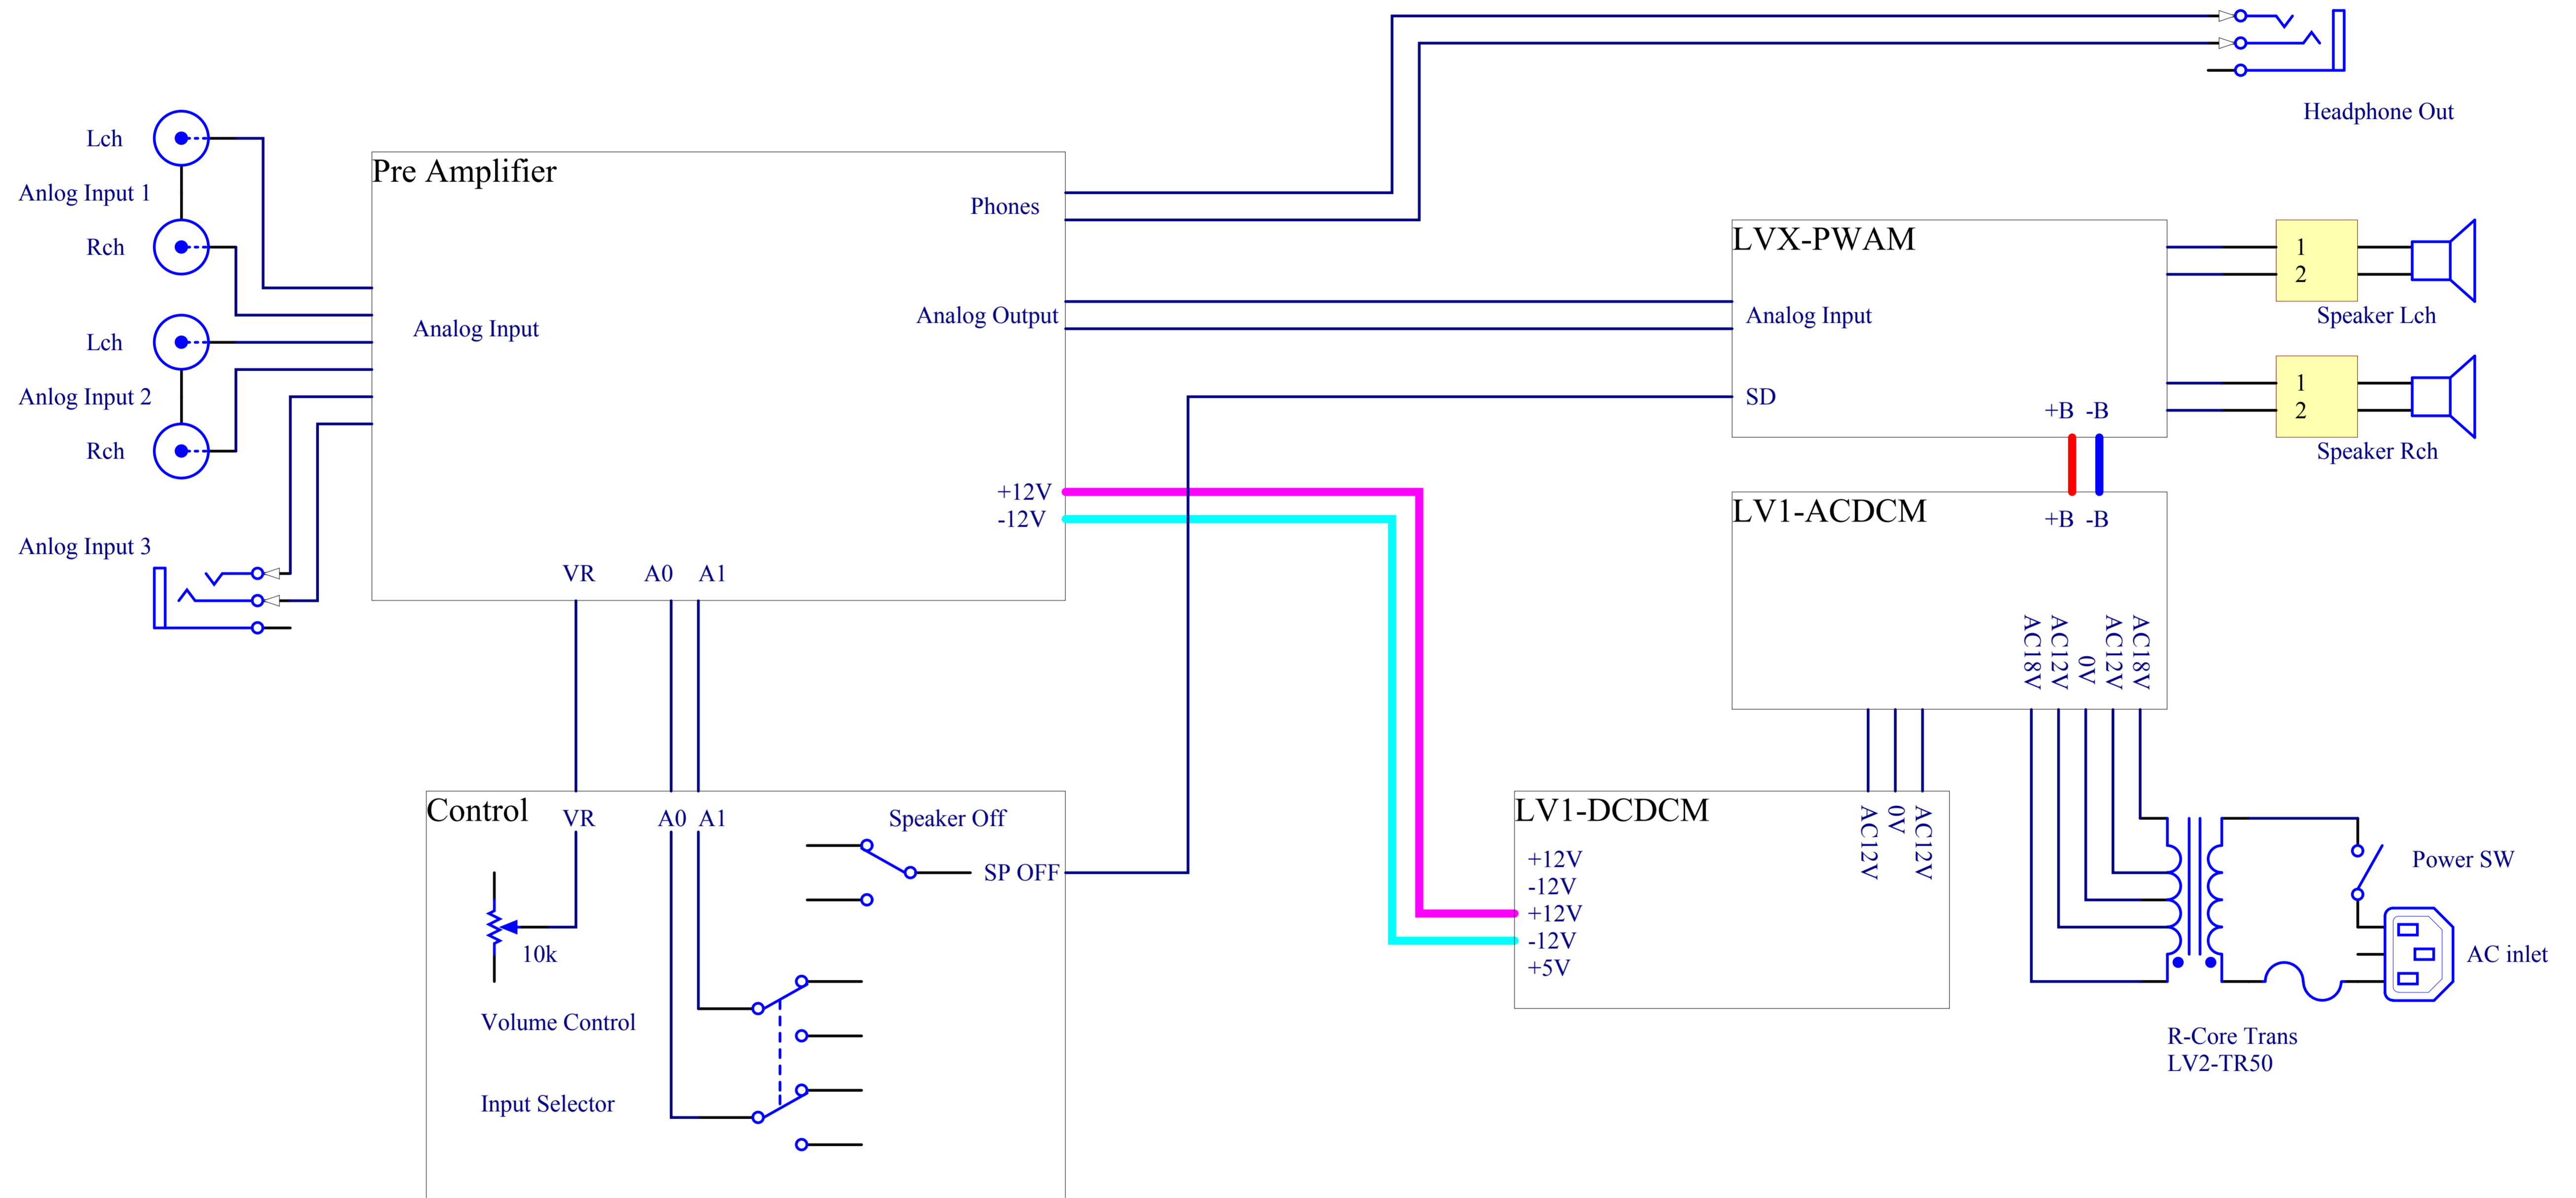 Headphone Out
Lch
Anlog Input 1
Rch
Lch
Anlog Input 2
Rch
Anlog Input 3
Pre Amplifier
Phones
Analog Input
Analog Output
+12V
-12V
VR A0 A1
LVX-PWAM
Analog Input
SD
+B -B
1
2
Speaker Lch
1
2
Speaker Rch
LV1-ACDCM
+B -B
AC18V
AC12V
0V
AC12V
AC18V
Control
VR A0 A1
Speaker Off
SP OFF
10k
Volume Control
Input Selector
LV1-DCDCM
AC12V
0V
AC12V
+12V
-12V
+12V
-12V
+5V
Power SW
AC inlet
R-Core Trans
LV2-TR50